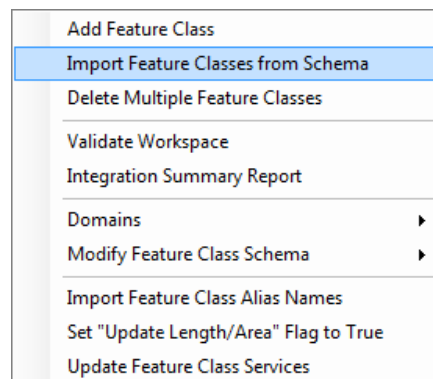 Add Feature Class
Import Feature Classes from Schema
Delete Multiple Feature Classes
Validate Workspace
Integration Summary Report
Domains
Modify Feature Class Schema
Import Feature Class Alias Names
Set "Update Length/Area" Flag to True
Update Feature Class Services